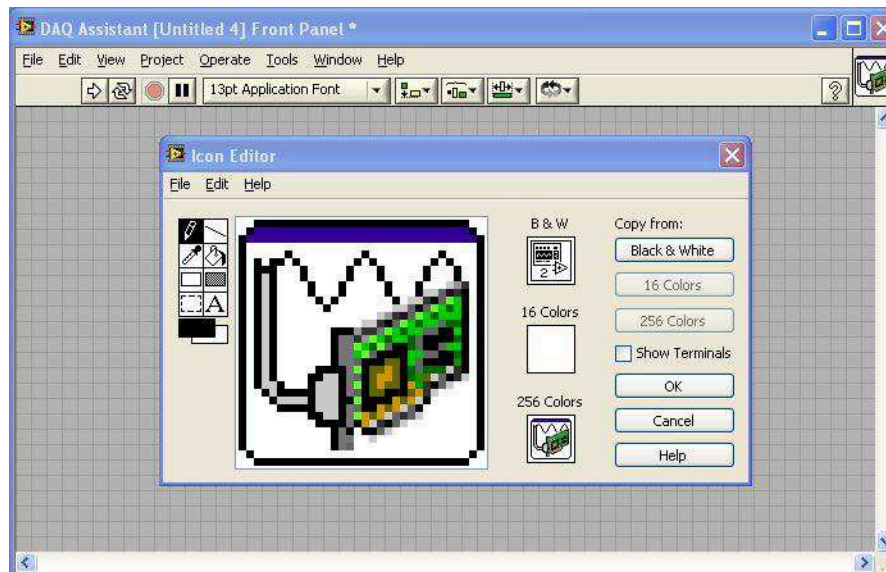 DAQ Assistant [Untitled 4] Front Panel *
File Edit View Project Operate Tools Window Help
13pt Application Font
?
Icon Editor
File Edit Help
B & W
Copy from:
Black & White
2
16 Colors
16 Colors
256 Colors
A
Show Terminals
OK
256 Colors
Cancel
Help